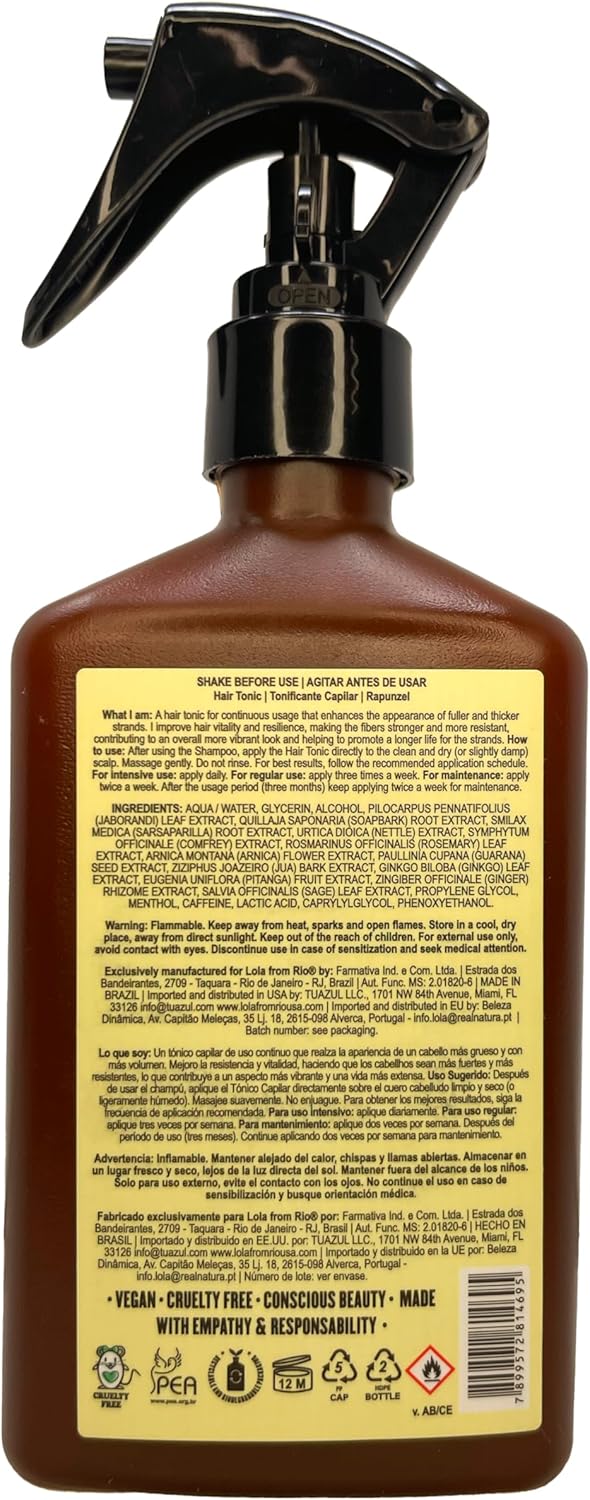 OPEN
SHAKE BEFORE USE | AGITAR ANTES DE USAR
Hair Tonic | Tonificante Capilar | Rapunzel
What I am: A hair tonic for continuous usage that enhances the appearance of fuller and thicker
strands. I improve hair vitality and resilience, making the fibers stronger and more resistant,
contributing to an overall more vibrant look and helping to promote a longer life for the strands. How
to use: After using the Shampoo, apply the Hair Tonic directly to the clean and dry (or slightly damp)
scalp. Massage gently. Do not rinse. For best results, follow the recommended application schedule.
For intensive use: apply daily. For regular use: apply three times a week. For maintenance: apply
twice a week. After the usage period (three months) keep applying twice a week for maintenance.
INGREDIENTS: AQUA / WATER, GLYCERIN, ALCOHOL, PILOCARPUS PENNATIFOLIUS
(JABORANDI) LEAF EXTRACT, QUILLAJA SAPONARIA (SOAPBARK) ROOT EXTRACT, SMILAX
MEDICA (SARSAPARILLA) ROOT EXTRACT, URTICA DIÓICA (NETTLE) EXTRACT, SYMPHYTUM
OFFICINALE (COMFREY) EXTRACT, ROSMARINUS OFFICINALIS (ROSEMARY) LEAF
EXTRACT, ARNICA MONTANA (ARNICA) FLOWER EXTRACT, PAULLINIA CUPANA (GUARANA)
SEED EXTRACT, ZIZIPHUS JOAZEIRO (JUA) BARK EXTRACT, GINKGO BILOBA (GINKGO) LEAF
EXTRACT, EUGENIA UNIFLORA (PITANGA) FRUIT EXTRACT, ZINGIBER OFFICINALE (GINGER)
RHIZOME EXTRACT, SALVIA OFFICINALIS (SAGE) LEAF EXTRACT, PROPYLENE GLYCOL,
MENTHOL, CAFFEINE, LACTIC ACID, CAPRYLYLGLYCOL, PHENOXYETHANOL.
Warning: Flammable. Keep away from heat, sparks and open flames. Store in a cool, dry
place, away from direct sunlight. Keep out of the reach of children. For external use only,
avoid contact with eyes. Discontinue use in case of sensitization and seek medical attention.
Exclusively manufactured for Lola from Rio® by: Farmativa Ind. e Com. Ltda. | Estrada dos
Bandeirantes, 2709 - Taquara - Rio de Janeiro - RJ, Brazil | Aut. Func. MS: 2.01820-6 | MADE IN
BRAZIL | Imported and distributed in USA by: TUAZUL LLC., 1701 NW 84th Avenue, Miami, FL
33126 info@tuazul.com www.lolafromriousa.com | Imported and distributed in EU by: Beleza
Dinâmica, Av. Capitão Meleças, 35 Lj. 18, 2615-098 Alverca, Portugal - info.lola@realnatura.pt |
Batch number: see packaging.
Lo que soy: Un tónico capilar de uso continuo que realza la apariencia de un cabello más grueso y con
más volumen. Mejoro la resistencia y vitalidad, haciendo que los cabellhos sean más fuertes y más
resistentes, lo que contribuye a un aspecto más vibrante y una vida más extensa. Uso Sugerido: Después
de usar el champú, aplique el Tónico Capilar directamente sobre el cuero cabelludo limpio y seco (o
ligeramente húmedo). Masajee suavemente. No enjuague. Para obtener los mejores resultados, siga la
frecuencia de aplicación recomendada. Para uso intensivo: aplique diariamente. Para uso regular:
aplique tres veces por semana. Para mantenimiento: aplique dos veces por semana. Después del
período de uso (tres meses). Continue aplicando dos veces por semana para mantenimiento.
Advertencia: Inflamable. Mantener alejado del calor, chispas y llamas abiertas. Almacenar en
un lugar fresco y seco, lejos de la luz directa del sol. Mantener fuera del alcance de los niños.
Solo para uso externo, evite el contacto con los ojos. No continue el uso en caso de
sensibilización y busque orientación médica.
Fabricado exclusivamente para Lola from Rio® por: Farmativa Ind. e Com. Ltda. | Estrada dos
Bandeirantes, 2709 - Taquara - Rio de Janeiro - RJ, Brasil | Aut. Func. MS: 2.01820-6 | HECHO EN
BRASIL | Importado y distribuido en EE.UU. por: TUAZUL LLC., 1701 NW 84th Avenue, Miami, FL
33126 info@tuazul.com www.lolafromriousa.com | Importado y distribuido en la UE por: Beleza
Dinâmica, Av. Capitão Meleças, 35 Lj. 18, 2615-098 Alverca, Portugal -
info.lola@realnatura.pt | Número de lote: ver envase.
· VEGAN · CRUELTY FREE · CONSCIOUS BEAUTY · MADE
WITH EMPATHY & RESPONSABILITY ·
CRUELTY
FREE
PEA
www.pea.org.br
12 M
5
PP
CAP
2
HDPE
BOTTLE
v. AB/CE
7 899572 814695